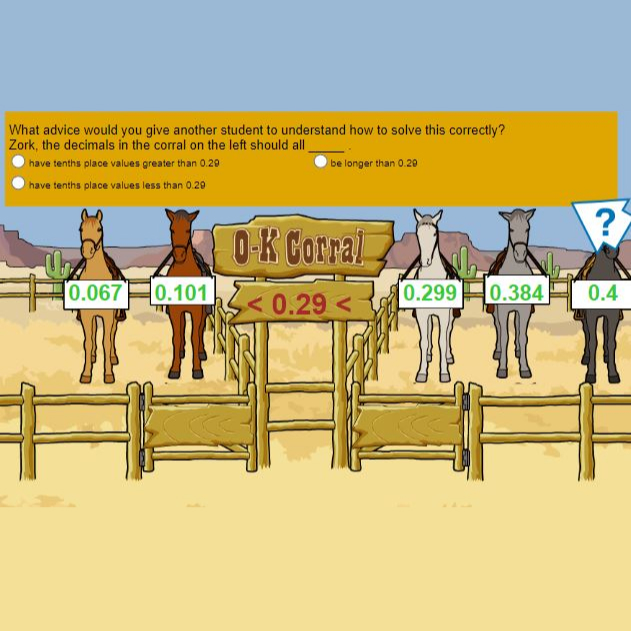 What advice would you give another student to understand how to solve this correctly?
Zork, the decimals in the corral on the left should all _____ .
have tenths place values greater than 0.29
be longer than 0.29
have tenths place values less than 0.29
?
O-K Corral
0.067
0.101
< 0.29 <
0.299
0.384
0.4